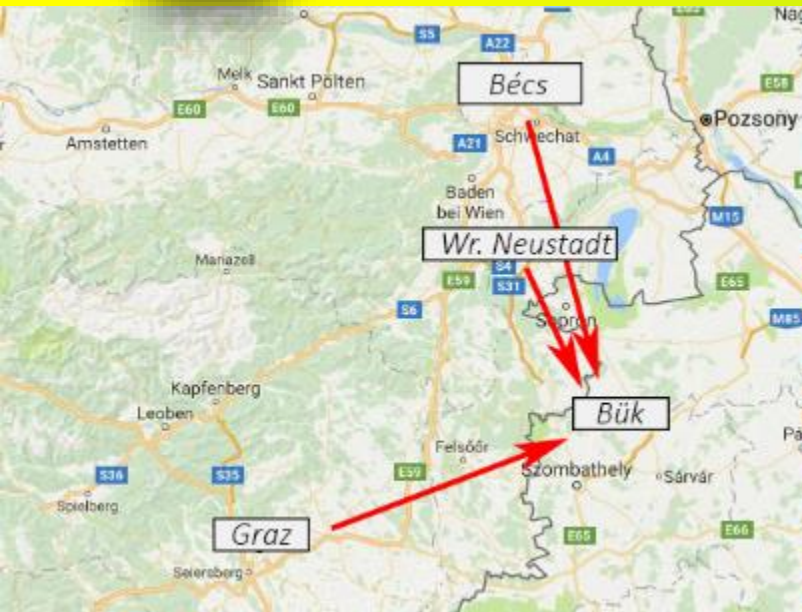 S5
A22
Melk
Sankt Pölten
Bécs
E58
E60
E60
Pozsony
Amstetten
A21
Schwechat
A4
Baden
bei Wien
M15
Wr. Neustadt
Mariazell
E59
S4
S31
E65
S6
Sopron
M85
Kapfenberg
Leoben
Bük
Felsőőr
S36
S35
E59
Szombathely
Sárvár
Spielberg
Graz
E65
E66
Seiersberg